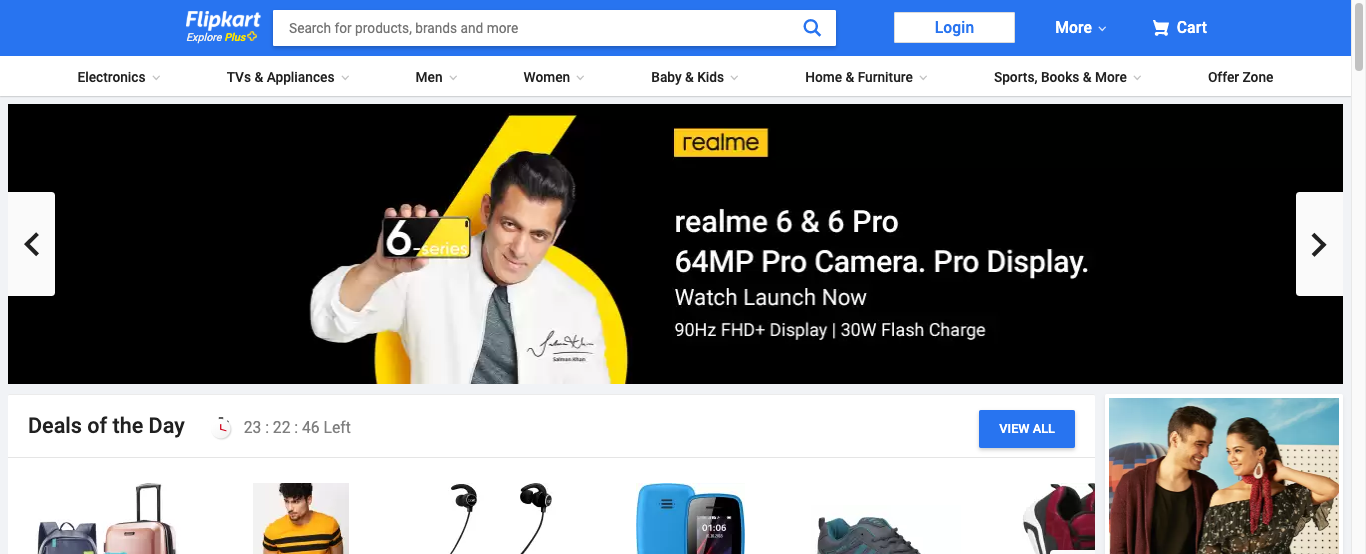 Flipkart
Explore Plus
Search for products, brands and more
Login
More
Cart
Electronics
TVs & Appliances
Men
Women
Baby & Kids
Home & Furniture
Sports, Books & More
Offer Zone
realme
6-series
realme 6 & 6 Pro
64MP Pro Camera. Pro Display.
Watch Launch Now
90Hz FHD+ Display | 30W Flash Charge
Salman Khan
Deals of the Day
23 : 22 : 46 Left
VIEW ALL
01:06